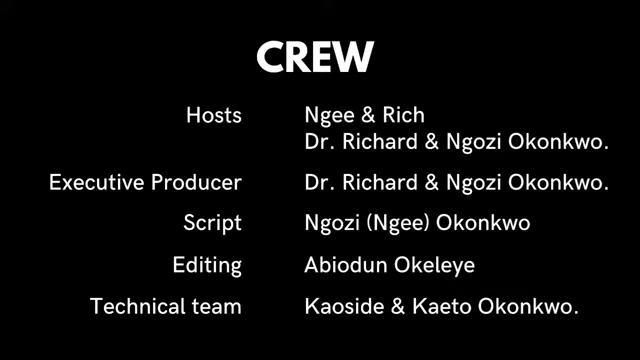 CREW
Hosts Ngee & Rich
Dr. Richard & Ngozi Okonkwo.
Executive Producer Dr. Richard & Ngozi Okonkwo.
Script Ngozi (Ngee) Okonkwo
Editing Abiodun Okeleye
Technical team Kaoside & Kaeto Okonkwo.